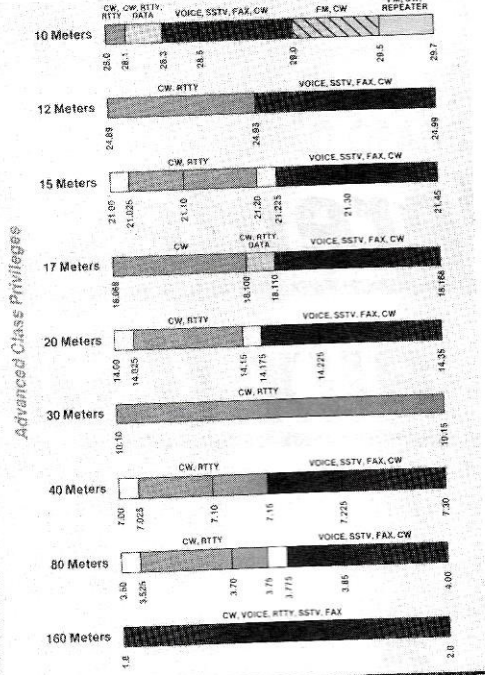 Advanced Class Privileges
CW, RTTY
CW, RTTY, DATA
VOICE, SSTV, FAX, CW
FM, CW
REPEATER
10 Meters
28.0 28.1 28.3 28.5 29.0 29.5 29.7
CW, RTTY
VOICE, SSTV, FAX, CW
12 Meters
24.89 24.93 24.99
CW, RTTY
VOICE, SSTV, FAX, CW
15 Meters
21.00 21.025 21.10 21.20 21.225 21.30 21.45
CW
CW, RTTY, DATA
VOICE, SSTV, FAX, CW
17 Meters
18.068 18.100 18.110 18.168
CW, RTTY
VOICE, SSTV, FAX, CW
20 Meters
14.00 14.025 14.15 14.175 14.225 14.35
CW, RTTY
30 Meters
10.10 10.15
CW, RTTY
VOICE, SSTV, FAX, CW
40 Meters
7.00 7.025 7.10 7.15 7.225 7.30
CW, RTTY
VOICE, SSTV, FAX, CW
80 Meters
3.50 3.525 3.70 3.75 3.775 3.85 4.00
CW, VOICE, RTTY, SSTV, FAX
160 Meters
1.8 2.0